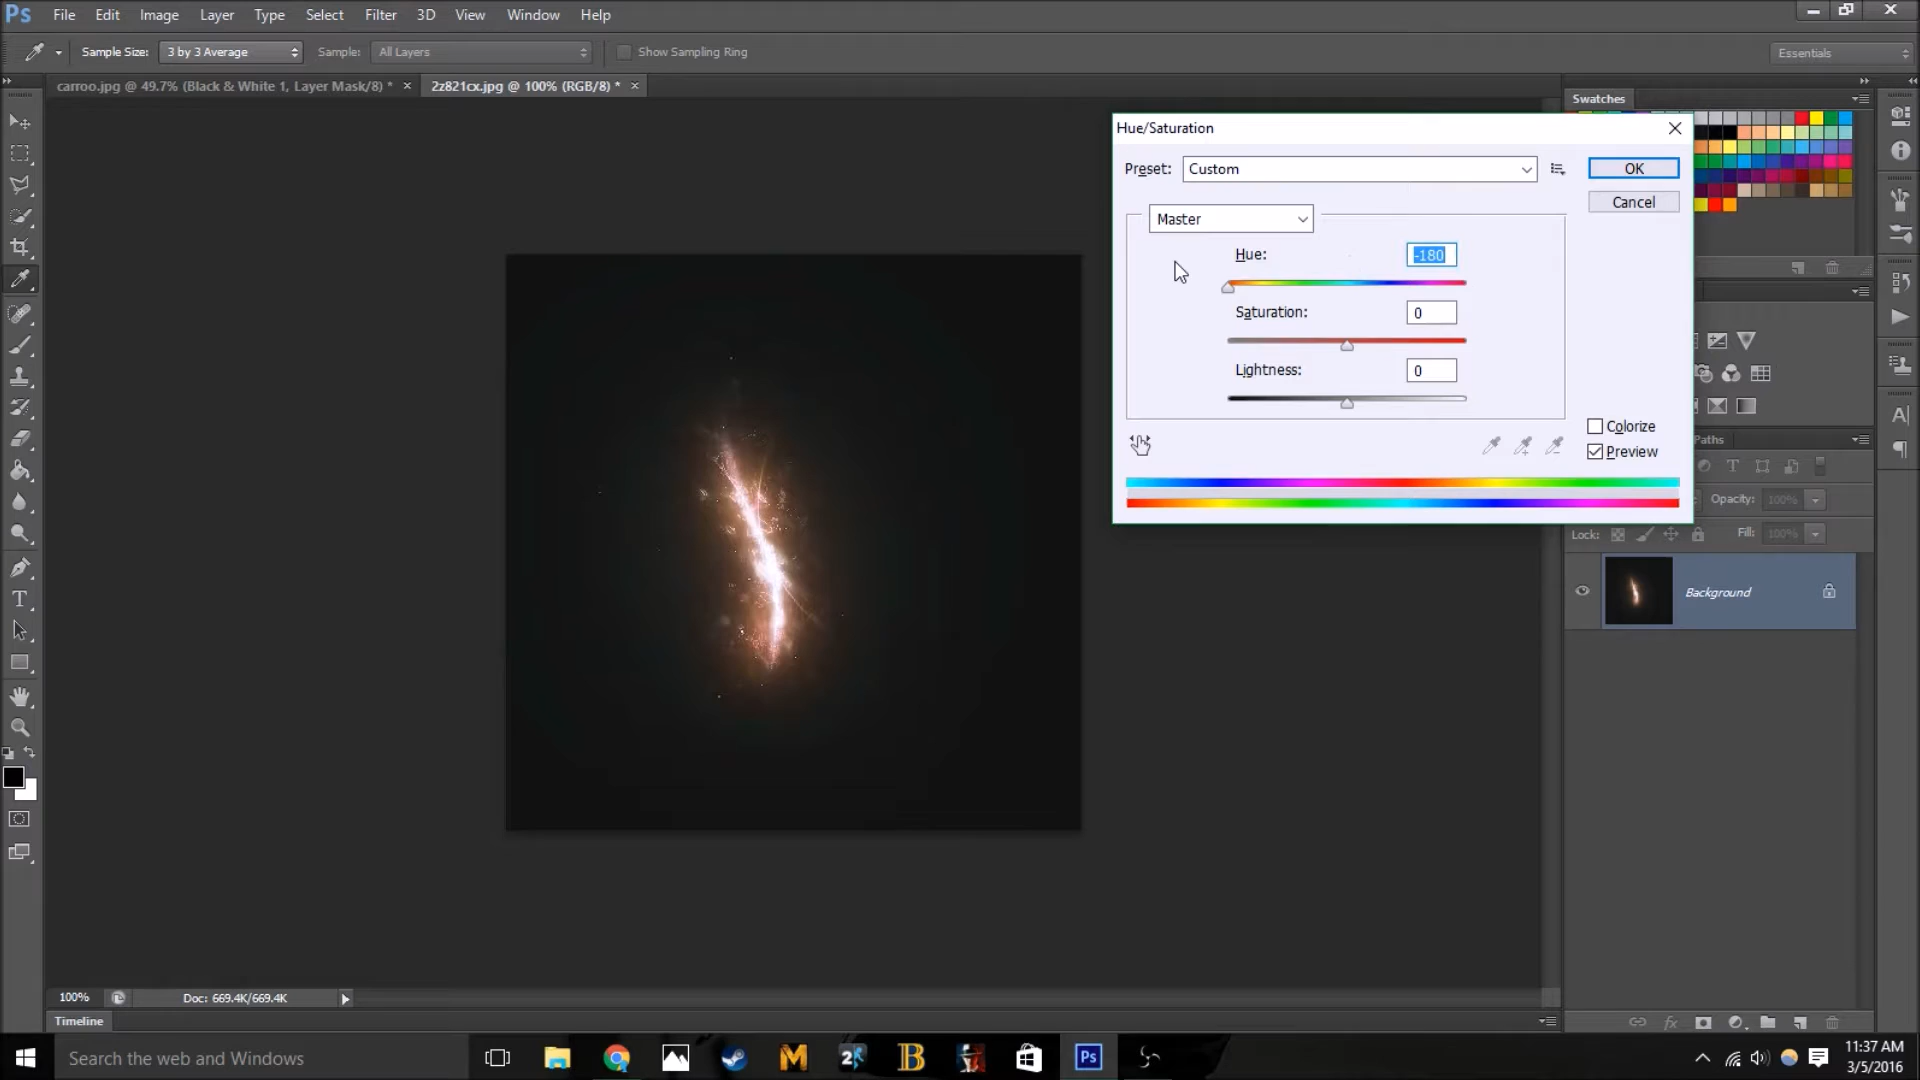 Ps File Edit Image Layer Type Select Filter 3D View Window Help
Sample Size: 3 by 3 Average Sample: All Layers Show Sampling Ring Essentials
carroo.jpg @ 49.7% (Black & White 1, Layer Mask/8) * × 2z821cx.jpg @ 100% (RGB/8) * ×
Swatches
Hue/Saturation
Preset: Custom OK
Cancel
Master
Hue: -180
Saturation: 0
Lightness: 0
Colorize
Preview
Paths
Opacity: 100%
Lock: Fill: 100%
Background
100% Doc: 669.4K/669.4K
Timeline
Search the web and Windows
11:37 AM
3/5/2016